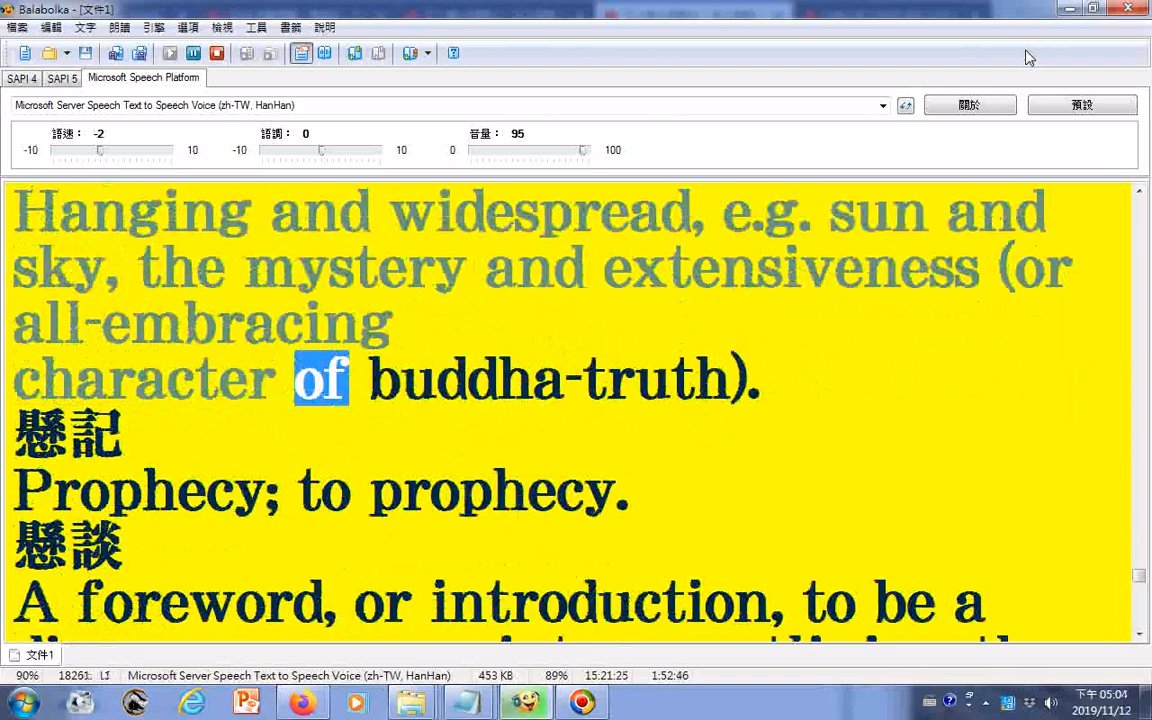 Balabolka - [文件1]
檔案 編輯 文字 朗讀 引擎 選項 檢視 工具 書籤 說明
SAPI 4 SAPI 5 Microsoft Speech Platform
Microsoft Server Speech Text to Speech Voice (zh-TW, HanHan) 關於 預設
語速： -2 語調： 0 音量： 95
-10 10 -10 10 0 100
Hanging and widespread, e.g. sun and
sky, the mystery and extensiveness (or
all-embracing
character of buddha-truth).
懸記
Prophecy; to prophecy.
懸談
A foreword, or introduction, to be a
文件1
90% 18261: L1 Microsoft Server Speech Text to Speech Voice (zh-TW, HanHan) 453 KB 89% 15:21:25 1:52:46
下午 05:04
2019/11/12